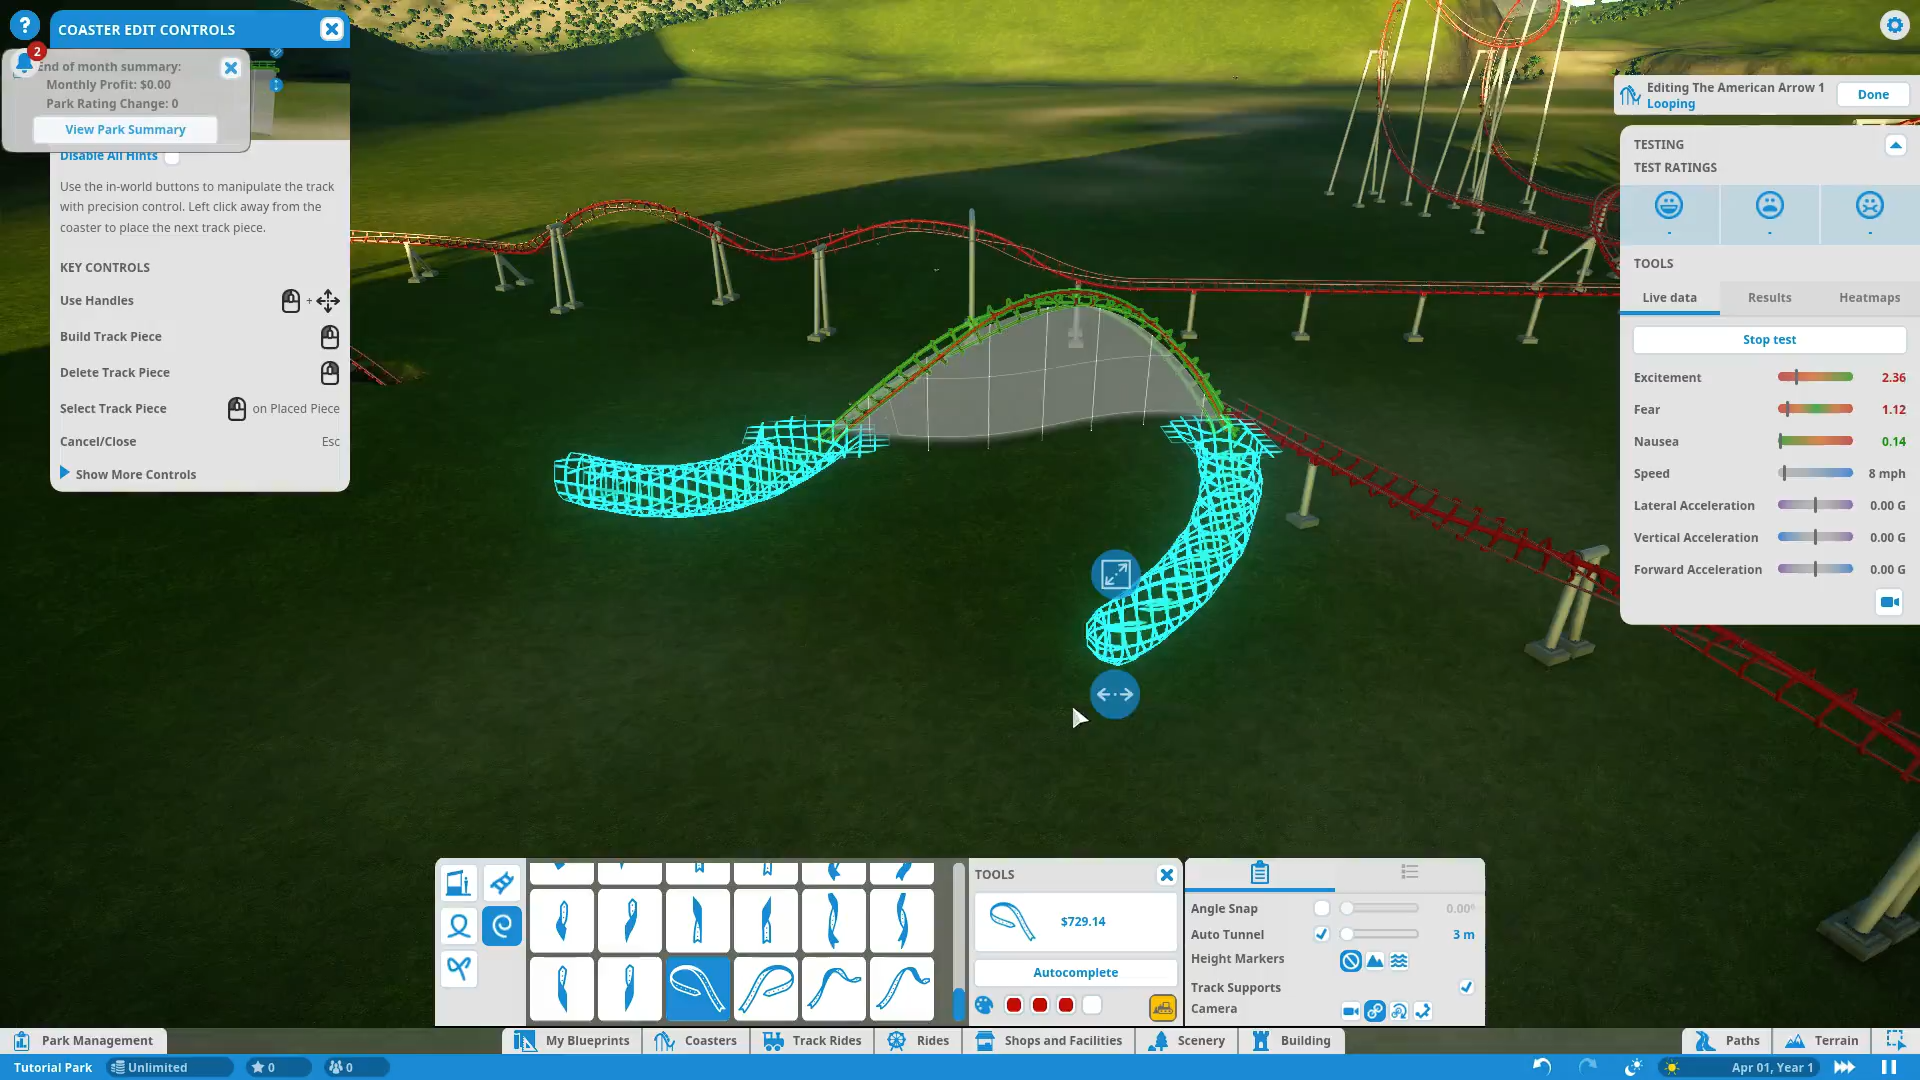 COASTER EDIT CONTROLS
2
End of month summary:
Monthly Profit: $0.00
Park Rating Change: 0
View Park Summary
Disable All Hints
Use the in-world buttons to manipulate the track
with precision control. Left click away from the
coaster to place the next track piece.
KEY CONTROLS
Use Handles +
Build Track Piece
Delete Track Piece
Select Track Piece on Placed Piece
Cancel/Close Esc
Show More Controls
Editing The American Arrow 1
Looping
Done
TESTING
TEST RATINGS
- - -
TOOLS
Live data Results Heatmaps
Stop test
Excitement 2.36
Fear 1.12
Nausea 0.14
Speed 8 mph
Lateral Acceleration 0.00 G
Vertical Acceleration 0.00 G
Forward Acceleration 0.00 G
TOOLS
$729.14
Autocomplete
Angle Snap 0.00°
Auto Tunnel 3 m
Height Markers
Track Supports
Camera
Park Management My Blueprints Coasters Track Rides Rides Shops and Facilities Scenery Building Paths Terrain
Tutorial Park Unlimited 0 0 Apr 01, Year 1